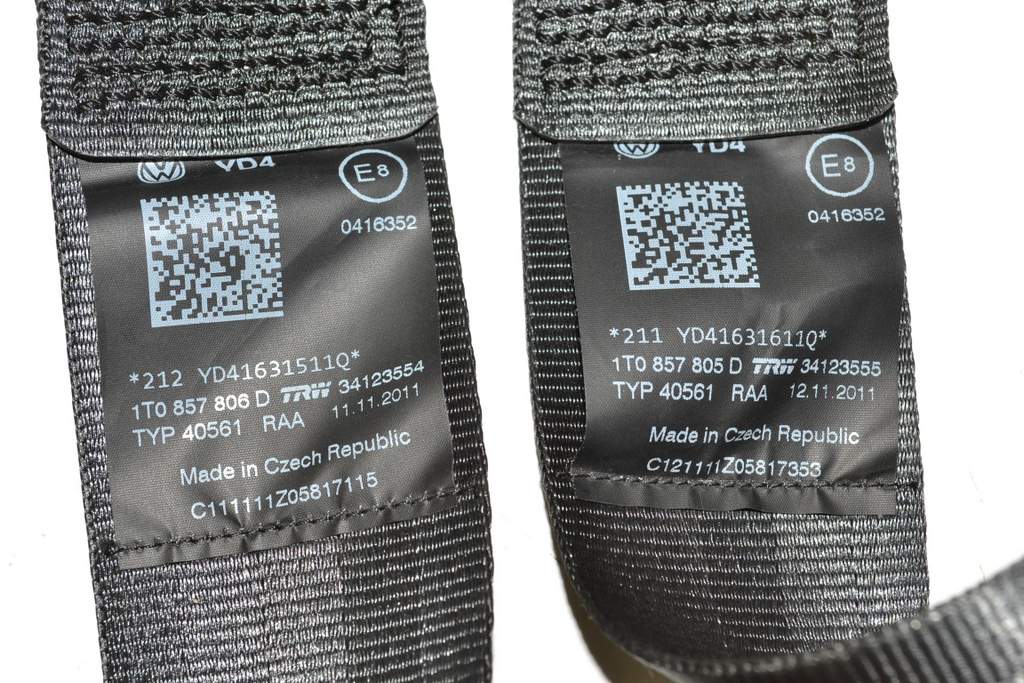 YD4
E8
0416352
*212 YD41631511Q*
1T0 857 806 D TRW 34123554
TYP 40561 RAA 11.11.2011
Made in Czech Republic
C111111Z05817115
YD4
E8
0416352
*211 YD41631611Q*
1T0 857 805 D TRW 34123555
TYP 40561 RAA 12.11.2011
Made in Czech Republic
C121111Z05817353